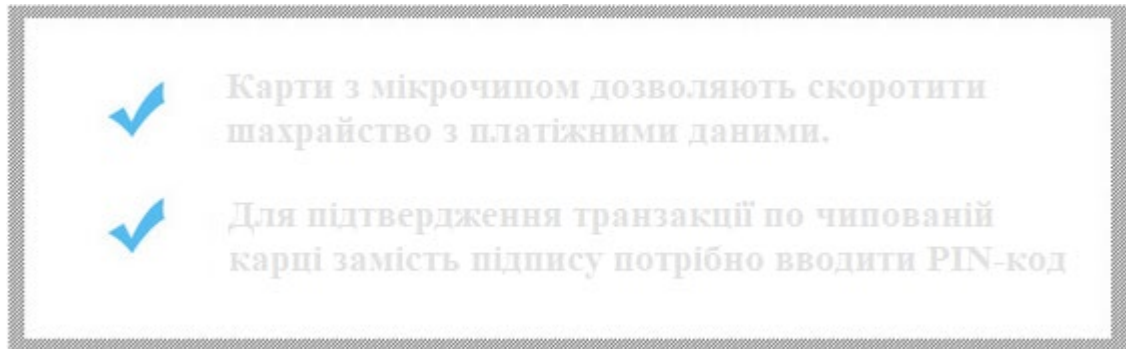 Карти з мікрочипом дозволяють скоротити
шахрайство з платіжними даними.
Для підтвердження транзакції по чипованій
карці замість підпису потрібно вводити PIN-код